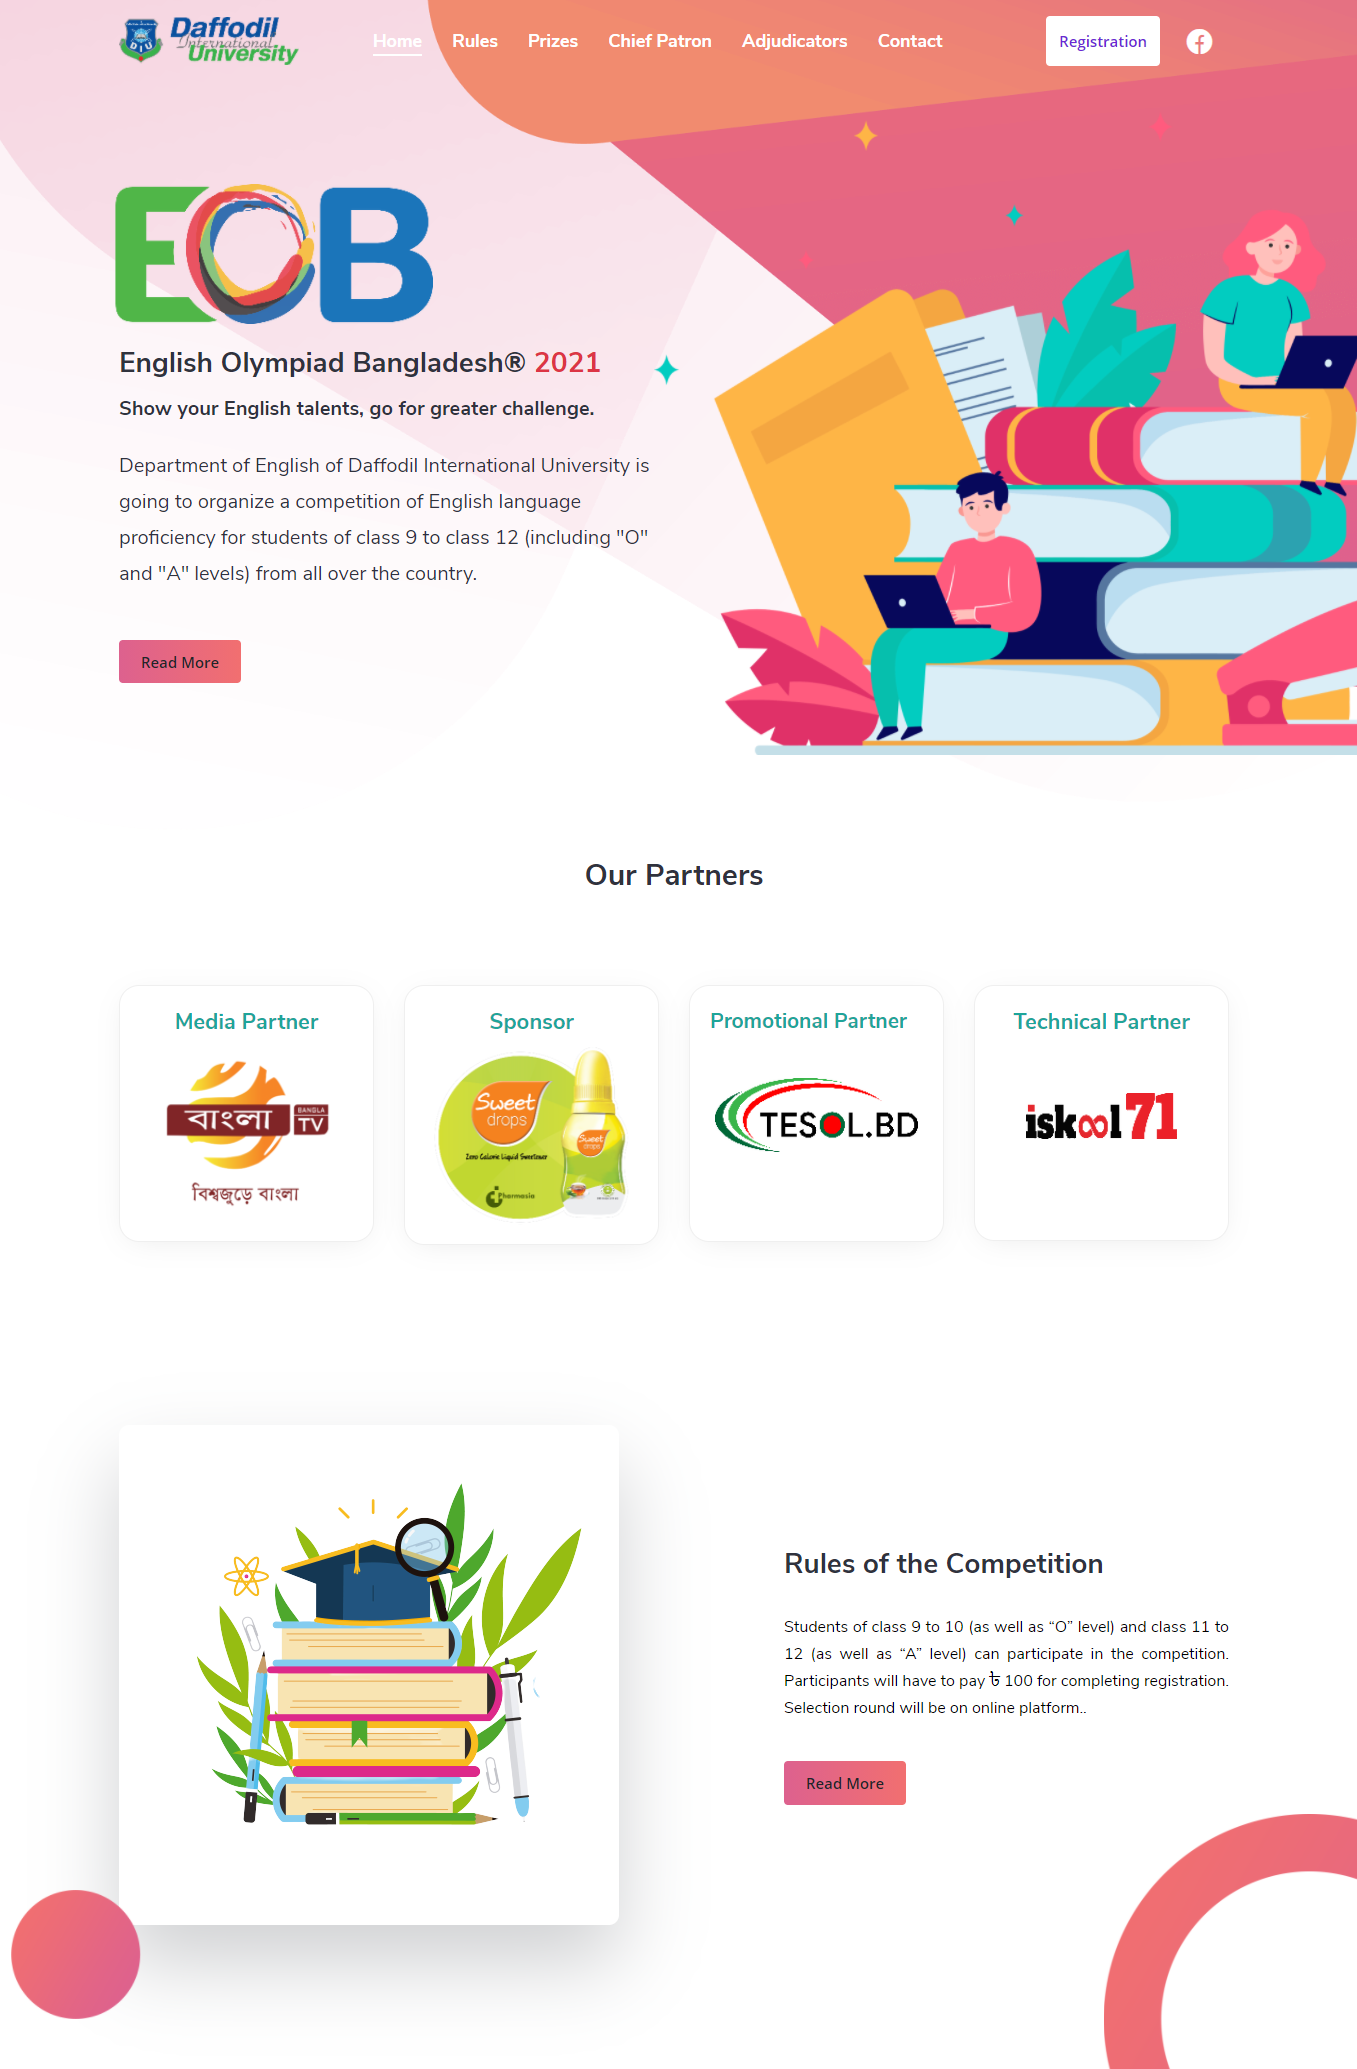 Daffodil
International
University
DIU
Home Rules Prizes Chief Patron Adjudicators Contact
Registration
EOB
English Olympiad Bangladesh® 2021
Show your English talents, go for greater challenge.
Department of English of Daffodil International University is
going to organize a competition of English language
proficiency for students of class 9 to class 12 (including "O"
and "A" levels) from all over the country.
Read More
Our Partners
Media Partner
বাংলা
BANGLA
TV
বিশ্বজুড়ে বাংলা
Sponsor
Sweet
drops
Zero Calorie Liquid Sweetener
Pharmasia
Sweet
drops
Promotional Partner
TESOL.BD
Technical Partner
iskool 71
Rules of the Competition
Students of class 9 to 10 (as well as “O” level) and class 11 to
12 (as well as “A” level) can participate in the competition.
Participants will have to pay ৳ 100 for completing registration.
Selection round will be on online platform..
Read More